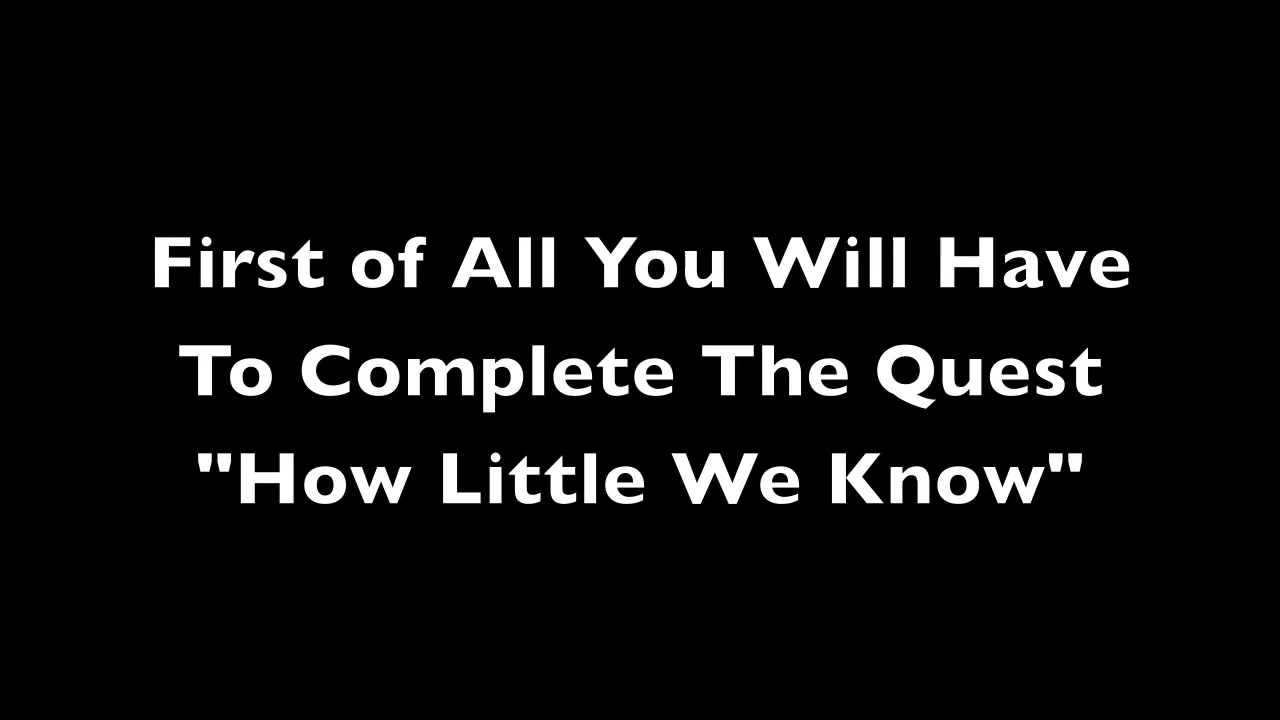 First of All You Will Have
To Complete The Quest
"How Little We Know"